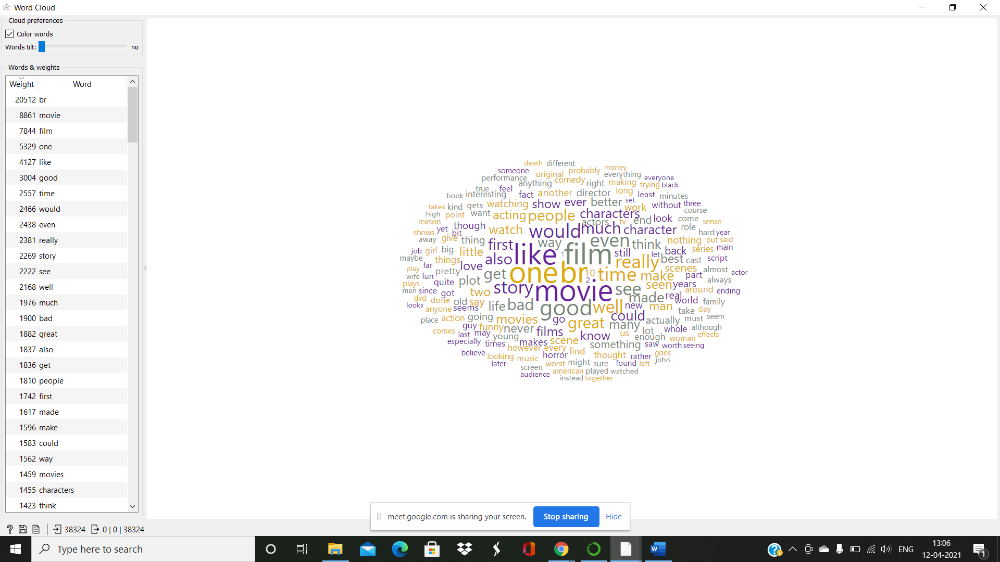 Word Cloud
Cloud preferences
Color words
Words tilt: no
Words & weights
Weight Word
20512 br
8861 movie
7844 film
5329 one
4127 like
3004 good
2557 time
2466 would
2438 even
2381 really
2269 story
2222 see
2168 well
1976 much
1900 bad
1882 great
1837 also
1836 get
1810 people
1742 first
1617 made
1596 make
1583 could
1562 way
1459 movies
1455 characters
1423 think
death different
someone original probably money
performance anything comedy right everything everyone
true feel making trying black
book interesting fact another director long least minutes
takes kind gets watching show ever better set without three
high point want acting people characters work course
reason though actors tv end look come sense
shows yet bit watch would much character role hard year
away give thing first way even think nothing put said
job girl big little like film still let back series main
maybe things also really best cast script
play far love one br 10 time scenes almost actor
wife fun pretty get 1 2 make part always
plays quite plot story movie see seen years around ending
men since got two made real world family
dvd done old say life bad good well new man take day
looks anyone seems
place action going movies go great could actually must seem
guy funny never films many lot whole although
comes last may young know us enough woman effects
especially times makes scene something saw worth seeing
believe looking however every find thought rather goes
later music horror worst might sure found left john
screen american played watched
audience instead together
meet.google.com is sharing your screen. Stop sharing Hide
? 38324 0 | 0 | 38324
Type here to search
W
ENG
13:06
12-04-2021
1